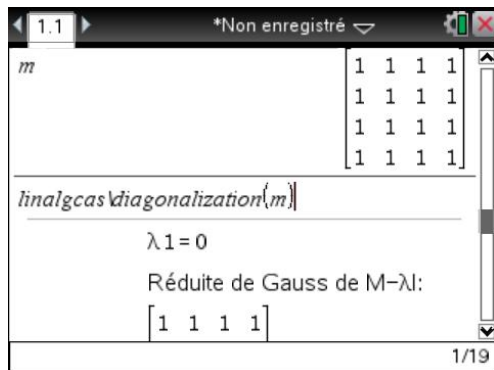 1.1
*Non enregistré
m
1 1 1 1
1 1 1 1
1 1 1 1
1 1 1 1
linalgcas\diagonalization(m)
λ1=0
Réduite de Gauss de M-λI:
1 1 1 1
1/19